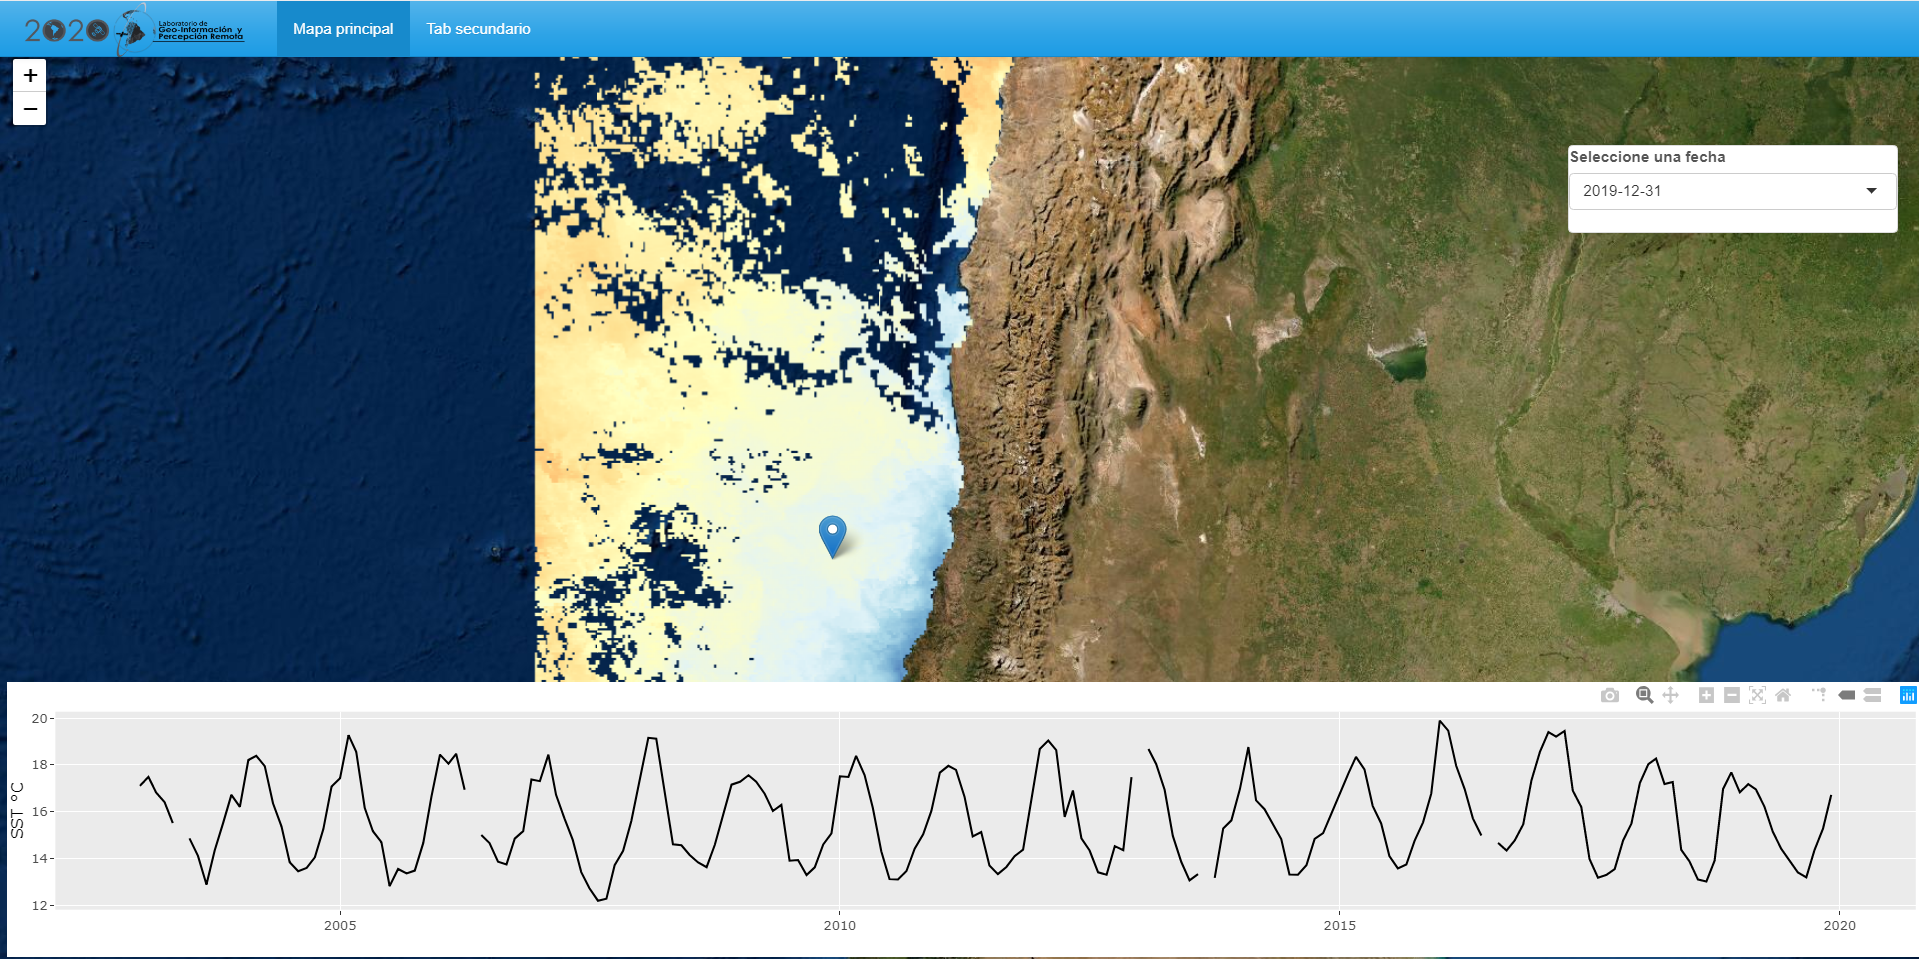 2020
Laboratorio de
Geo-Información y
Percepción Remota
Mapa principal
Tab secundario
+
−
Seleccione una fecha
2019-12-31
SST °C
20
18
16
14
12
2005
2010
2015
2020